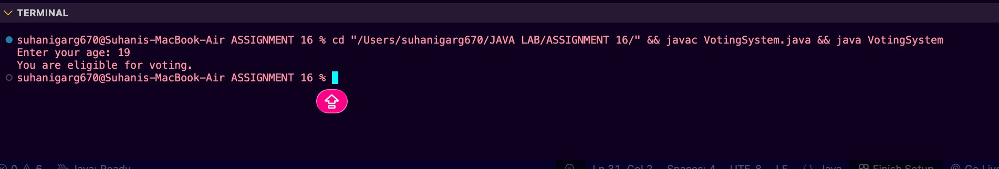 TERMINAL
suhanigarg670@Suhanis-MacBook-Air ASSIGNMENT 16 % cd "/Users/suhanigarg670/JAVA LAB/ASSIGNMENT 16/" && javac VotingSystem.java && java VotingSystem
Enter your age: 19
You are eligible for voting.
suhanigarg670@Suhanis-MacBook-Air ASSIGNMENT 16 %
0 6 Java: Ready Ln 31, Col 2 Spaces: 4 UTF-8 LF {} Java Finish Setup Go Liv